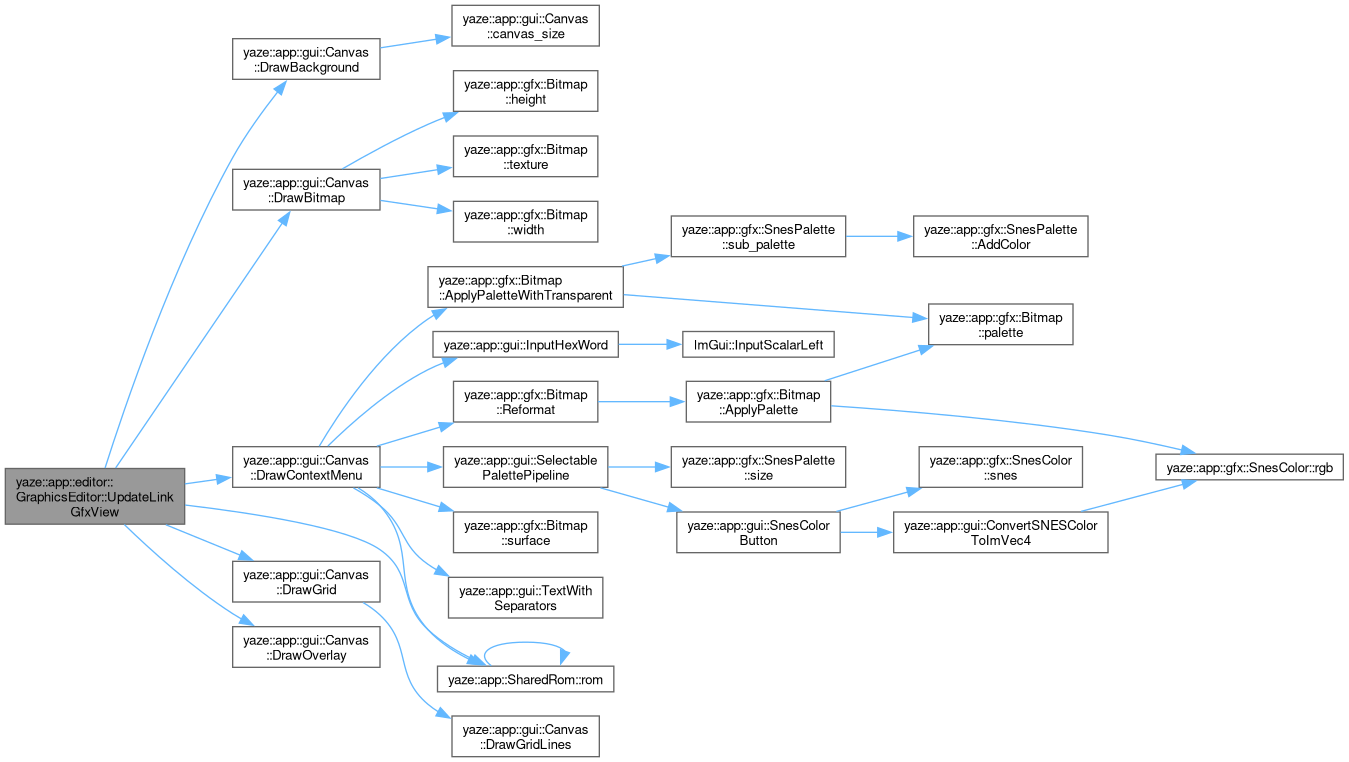 yaze::app::editor::
GraphicsEditor::UpdateLink
GfxView
yaze::app::gui::Canvas
::DrawBackground
yaze::app::gui::Canvas
::canvas_size
yaze::app::gui::Canvas
::DrawBitmap
yaze::app::gfx::Bitmap
::height
yaze::app::gfx::Bitmap
::texture
yaze::app::gfx::Bitmap
::width
yaze::app::gui::Canvas
::DrawContextMenu
yaze::app::gfx::Bitmap
::ApplyPaletteWithTransparent
yaze::app::gfx::SnesPalette
::sub_palette
yaze::app::gfx::SnesPalette
::AddColor
yaze::app::gfx::Bitmap
::palette
yaze::app::gui::InputHexWord
ImGui::InputScalarLeft
yaze::app::gfx::Bitmap
::Reformat
yaze::app::gfx::Bitmap
::ApplyPalette
yaze::app::gfx::SnesColor::rgb
yaze::app::gui::Selectable
PalettePipeline
yaze::app::gfx::SnesPalette
::size
yaze::app::gui::SnesColor
Button
yaze::app::gfx::SnesColor
::snes
yaze::app::gui::ConvertSNESColor
ToImVec4
yaze::app::gfx::Bitmap
::surface
yaze::app::gui::TextWith
Separators
yaze::app::SharedRom::rom
yaze::app::gui::Canvas
::DrawGrid
yaze::app::gui::Canvas
::DrawGridLines
yaze::app::gui::Canvas
::DrawOverlay